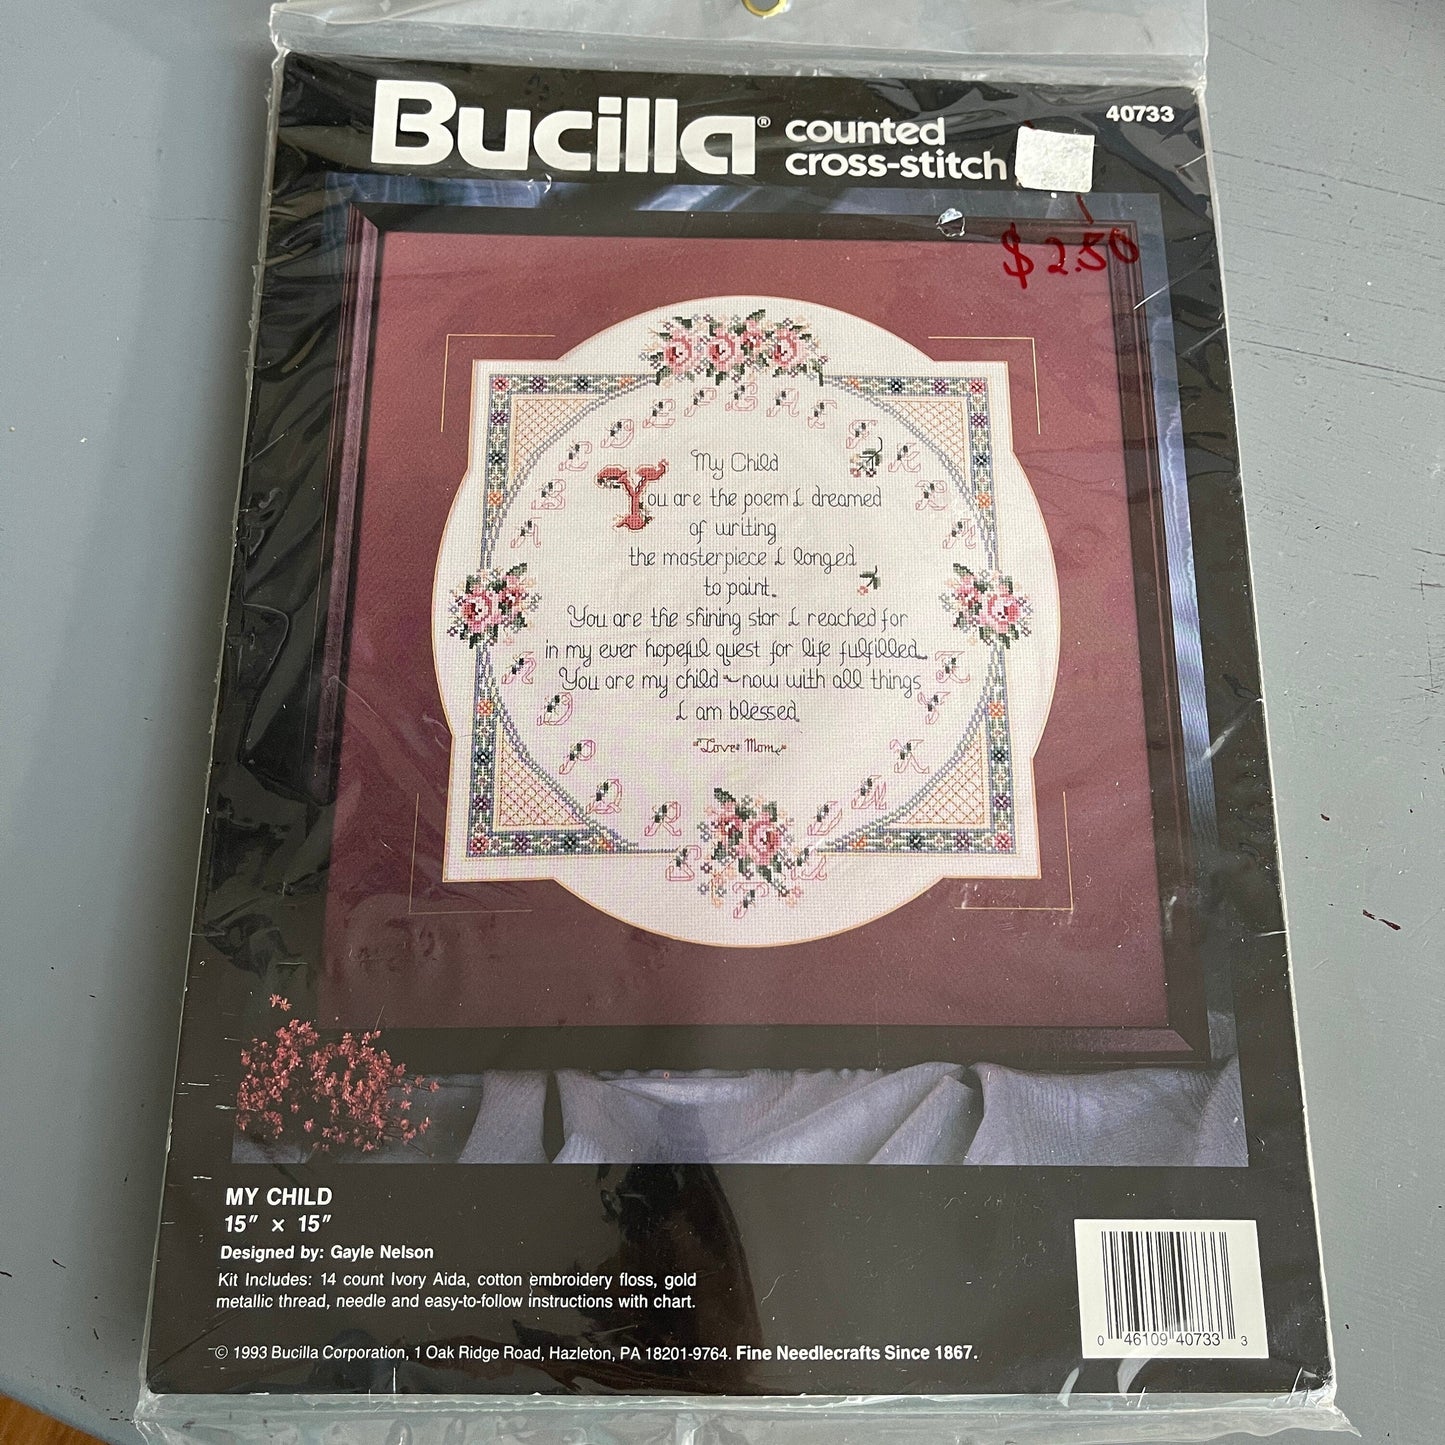 Bucilla® counted
cross-stitch
40733
$2.50
My Child
You are the poem I dreamed
of writing
the masterpiece I longed
to paint.
You are the shining star I reached for
in my ever hopeful quest for life fulfilled
You are my child ~ now with all things
I am blessed.
Love Mom
MY CHILD
15" × 15"
Designed by: Gayle Nelson
Kit Includes: 14 count Ivory Aida, cotton embroidery floss, gold
metallic thread, needle and easy-to-follow instructions with chart.
© 1993 Bucilla Corporation, 1 Oak Ridge Road, Hazleton, PA 18201-9764. Fine Needlecrafts Since 1867.
0 46109 40733 3